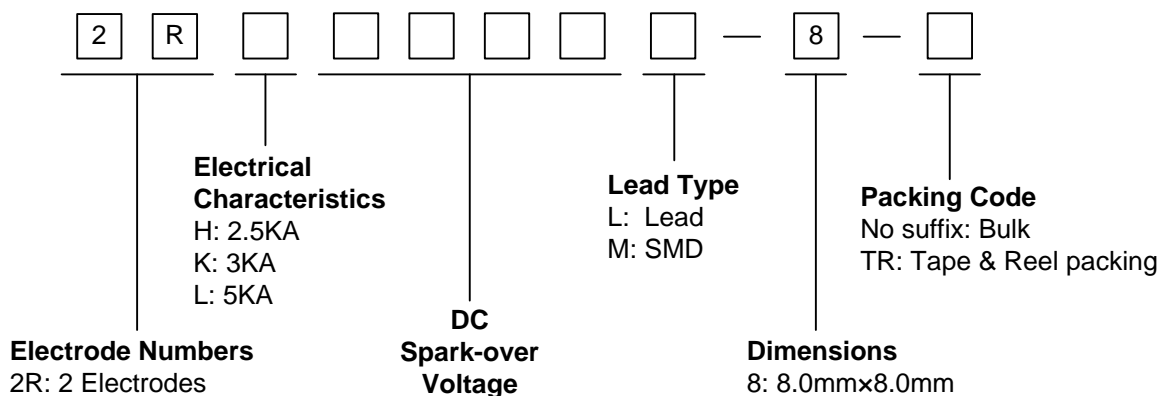 2 R — 8 —
Electrical
Characteristics
H: 2.5KA
K: 3KA
L: 5KA
Lead Type
L: Lead
M: SMD
Packing Code
No suffix: Bulk
TR: Tape & Reel packing
Electrode Numbers
2R: 2 Electrodes
DC
Spark-over
Voltage
Dimensions
8: 8.0mm×8.0mm